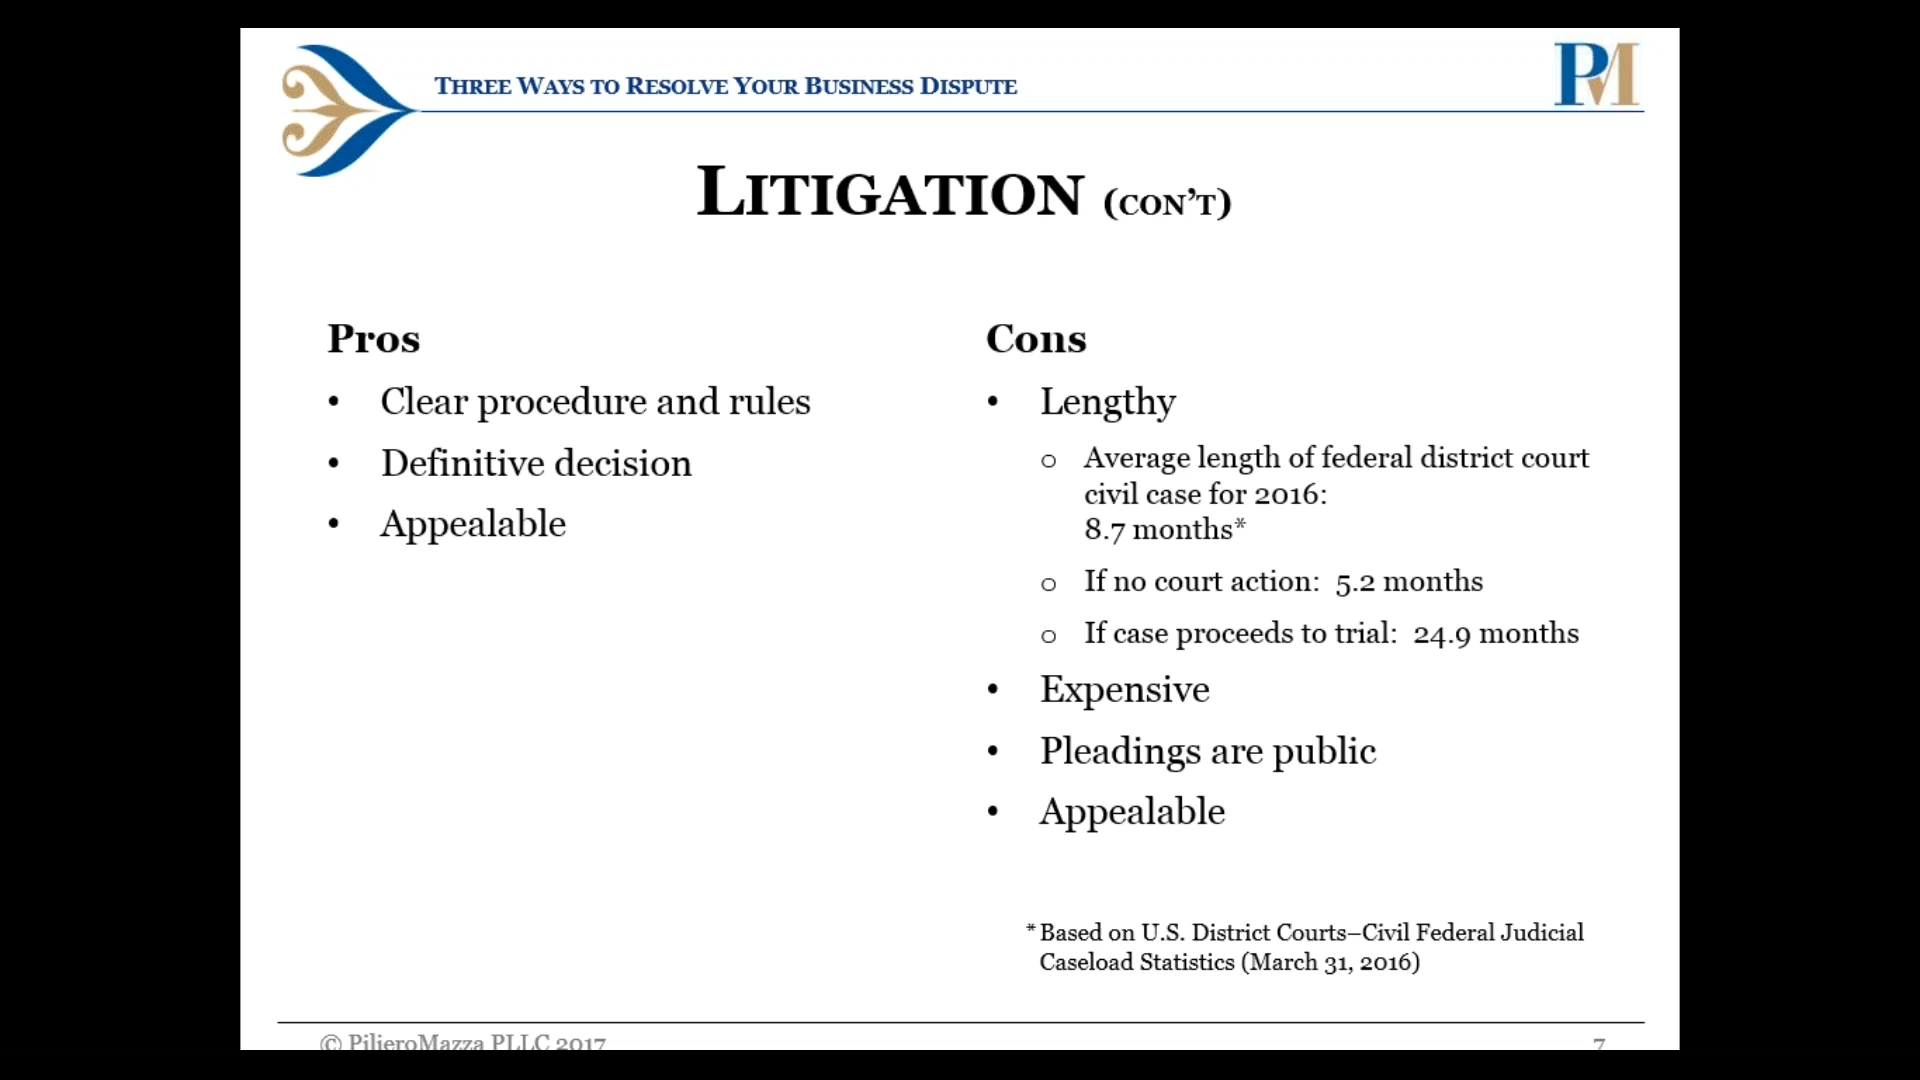 THREE WAYS TO RESOLVE YOUR BUSINESS DISPUTE
PM
LITIGATION (CON'T)
Pros
• Clear procedure and rules
• Definitive decision
• Appealable
Cons
• Lengthy
o Average length of federal district court
civil case for 2016:
8.7 months*
o If no court action: 5.2 months
o If case proceeds to trial: 24.9 months
• Expensive
• Pleadings are public
• Appealable
* Based on U.S. District Courts–Civil Federal Judicial
Caseload Statistics (March 31, 2016)
© PilieroMazza PLLC 2017
7